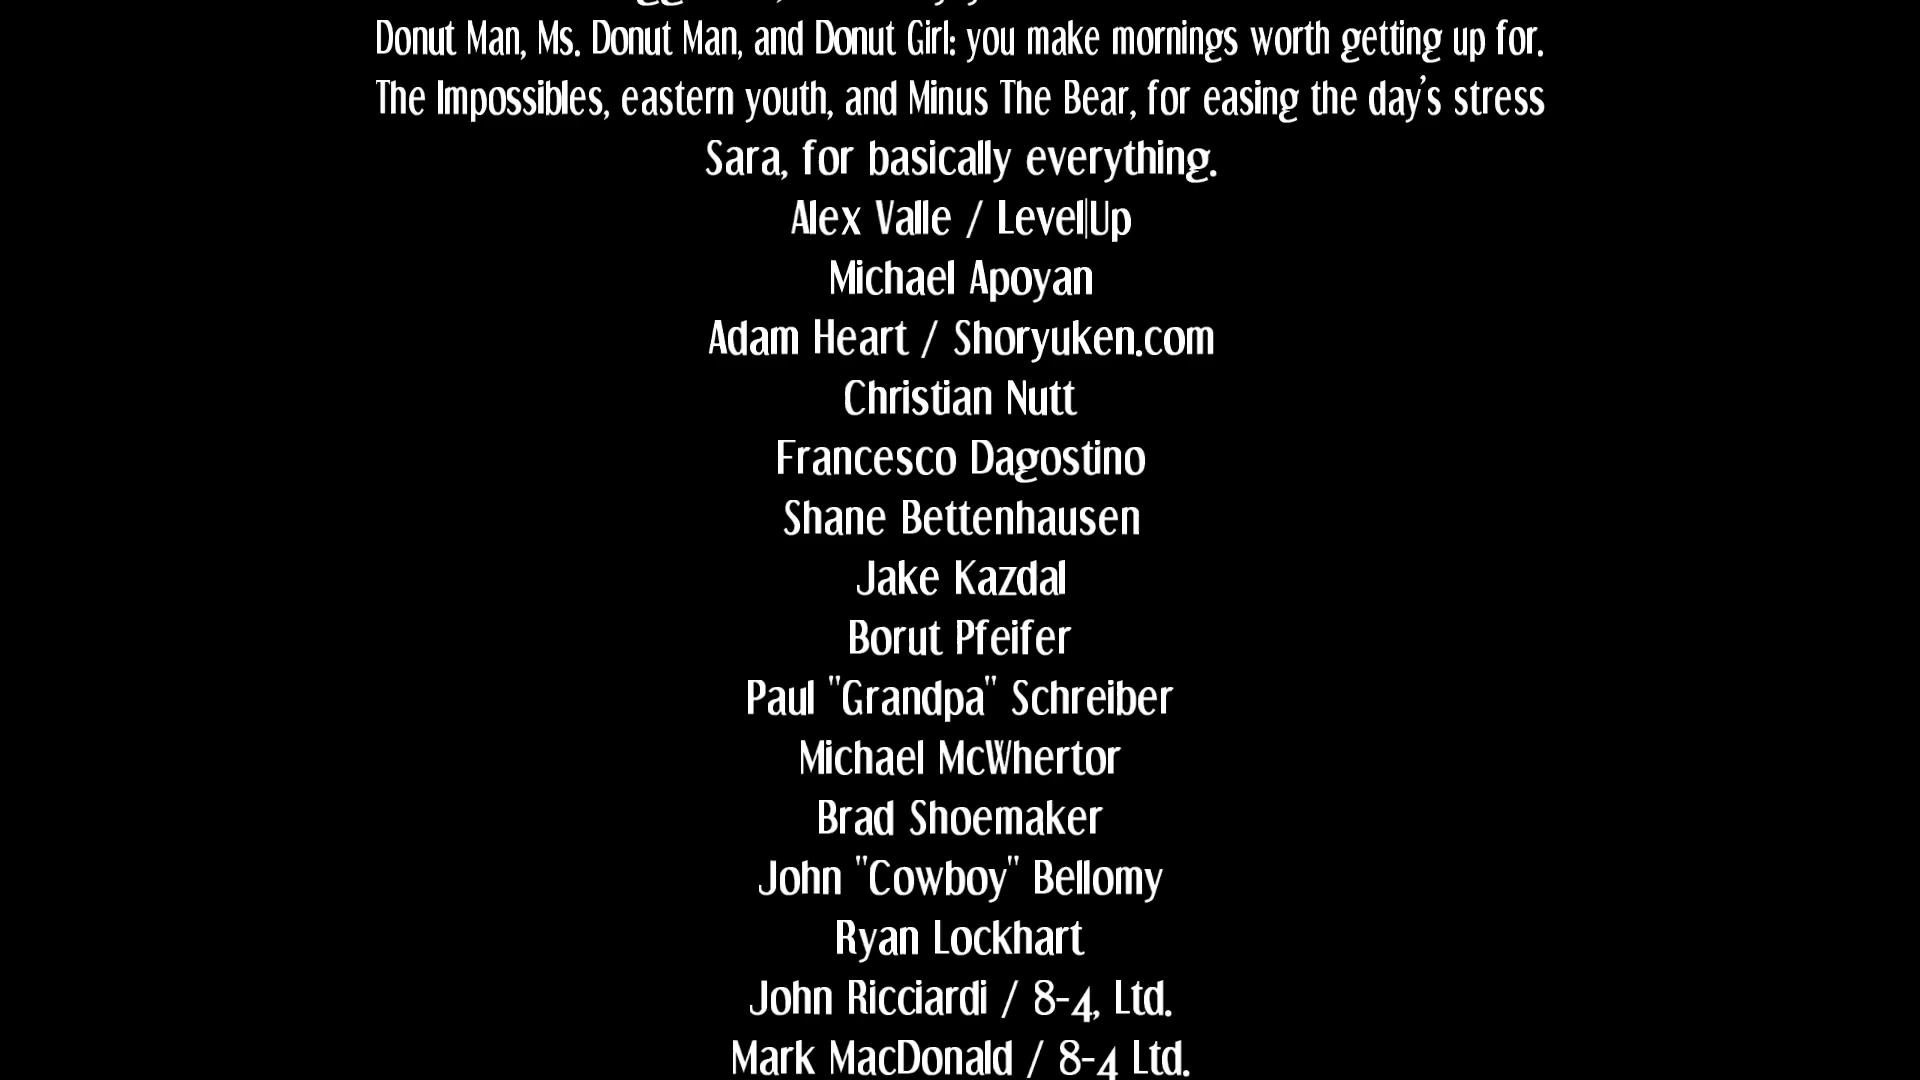 Donut Man, Ms. Donut Man, and Donut Girl: you make mornings worth getting up for.
The Impossibles, eastern youth, and Minus The Bear, for easing the day's stress
Sara, for basically everything.
Alex Valle / Level|Up
Michael Apoyan
Adam Heart / Shoryuken.com
Christian Nutt
Francesco Dagostino
Shane Bettenhausen
Jake Kazdal
Borut Pfeifer
Paul "Grandpa" Schreiber
Michael McWhertor
Brad Shoemaker
John "Cowboy" Bellomy
Ryan Lockhart
John Ricciardi / 8-4, Ltd.
Mark MacDonald / 8-4 Ltd.